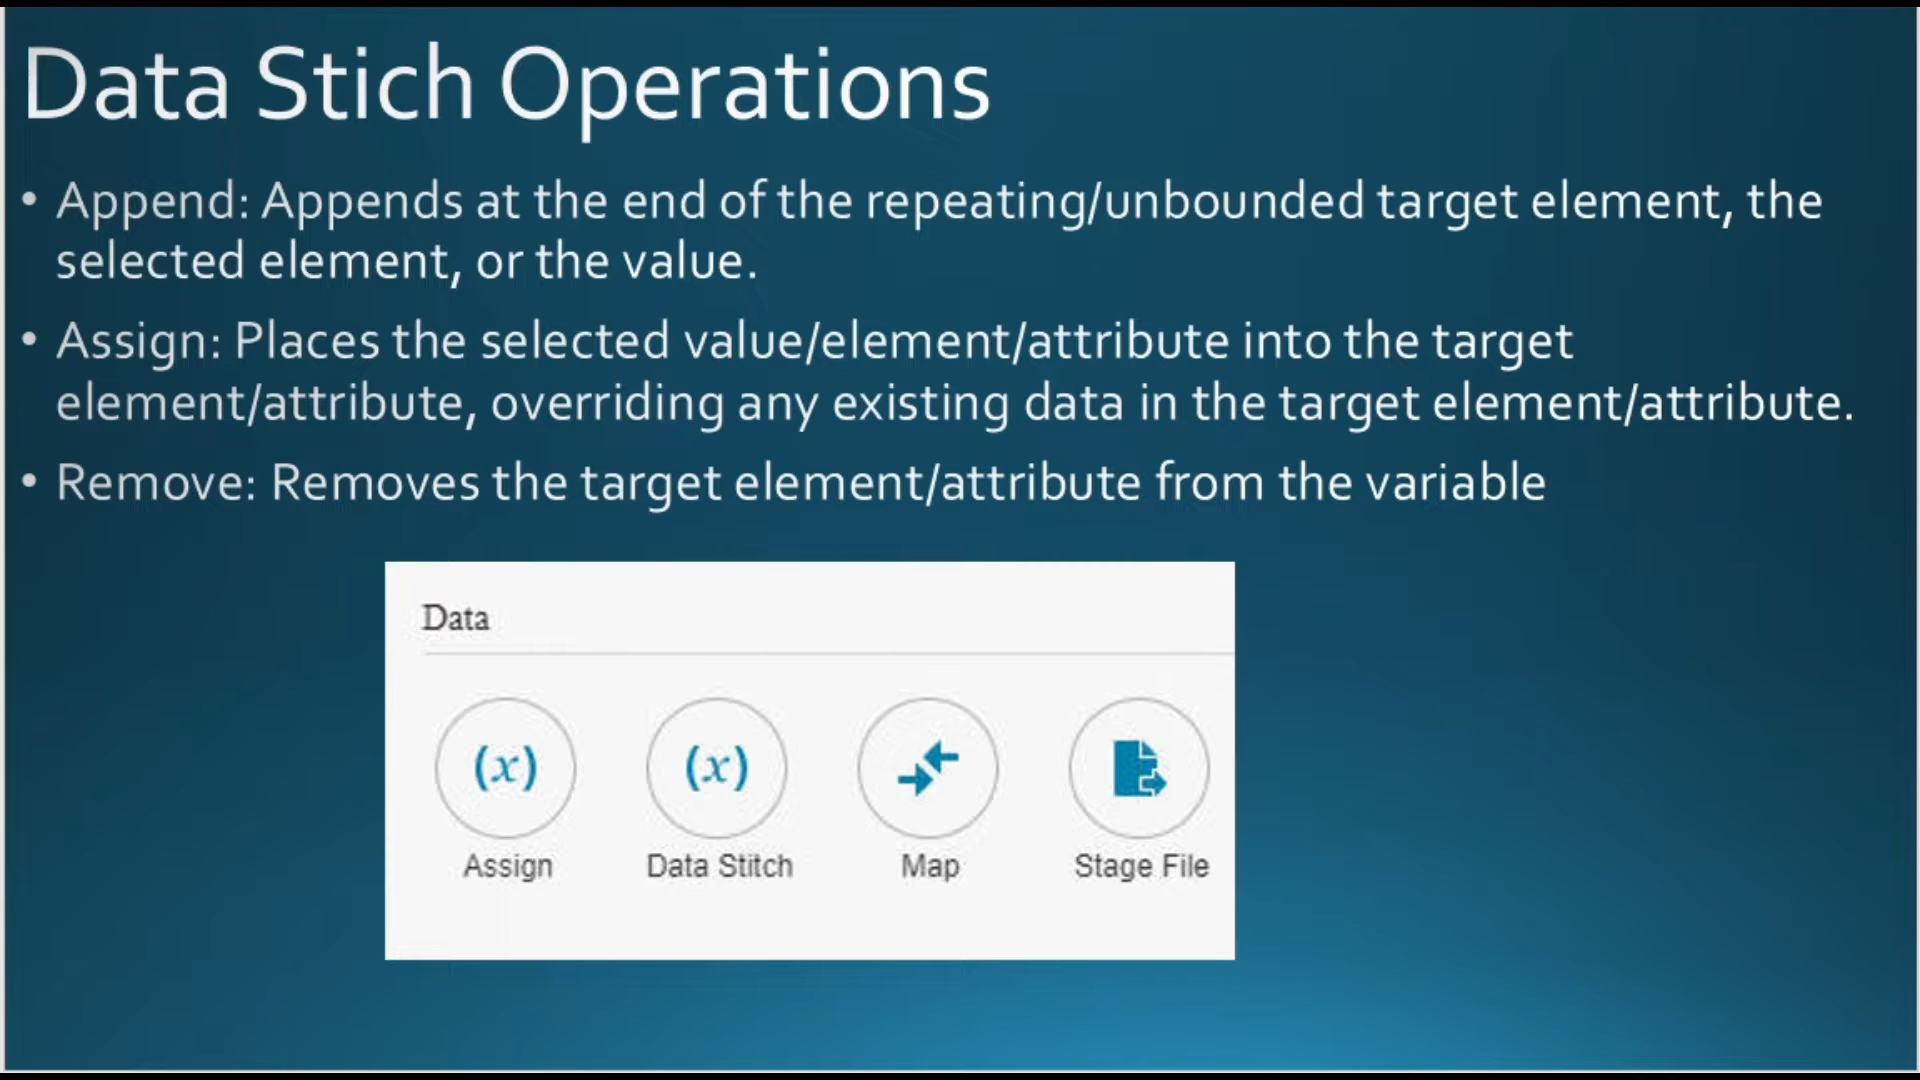 Data Stich Operations
• Append: Appends at the end of the repeating/unbounded target element, the
selected element, or the value.
• Assign: Places the selected value/element/attribute into the target
element/attribute, overriding any existing data in the target element/attribute.
• Remove: Removes the target element/attribute from the variable
Data
(x) (x)
Assign Data Stitch Map Stage File